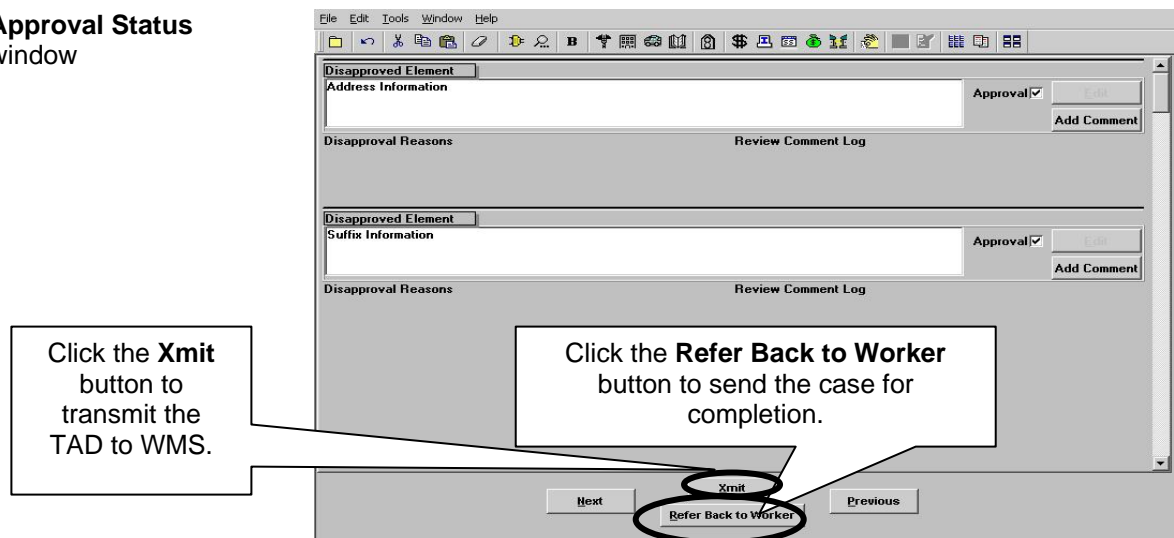 Approval Status
window
File Edit Tools Window Help
B
Disapproved Element
Address Information
Approval
Edit
Add Comment
Disapproval Reasons Review Comment Log
Disapproved Element
Suffix Information
Approval
Edit
Add Comment
Disapproval Reasons Review Comment Log
Click the Xmit
button to
transmit the
TAD to WMS.
Click the Refer Back to Worker
button to send the case for
completion.
Xmit
Next Previous
Refer Back to Worker